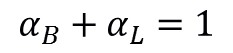 α_B + α_L = 1